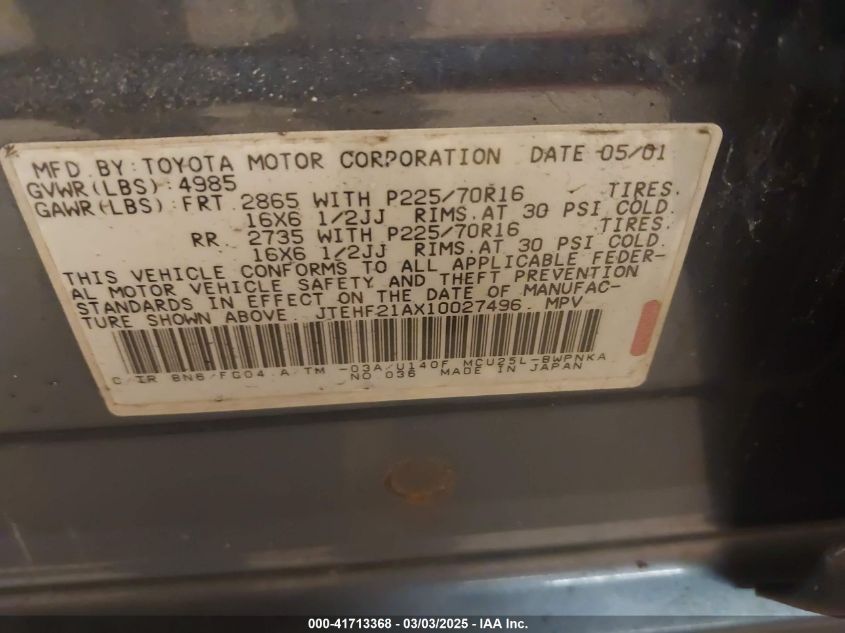 MFD. BY: TOYOTA MOTOR CORPORATION DATE 05/01
GVWR(LBS): 4985
GAWR(LBS): FRT 2865 WITH P225/70R16 TIRES.
16X6 1/2JJ RIMS.AT 30 PSI COLD.
RR 2735 WITH P225/70R16 TIRES.
16X6 1/2JJ RIMS.AT 30 PSI COLD.
THIS VEHICLE CONFORMS TO ALL APPLICABLE FEDER-
AL MOTOR VEHICLE SAFETY AND THEFT PREVENTION
STANDARDS IN EFFECT ON THE DATE OF MANUFAC-
TURE SHOWN ABOVE. JTEHF21AX10027496 MPV
C/TR 8N6/FG04 A/TM -03A/U140F MCU25L-BWPNKA
NO 036 MADE IN JAPAN
000-41713368 - 03/03/2025 - IAA Inc.